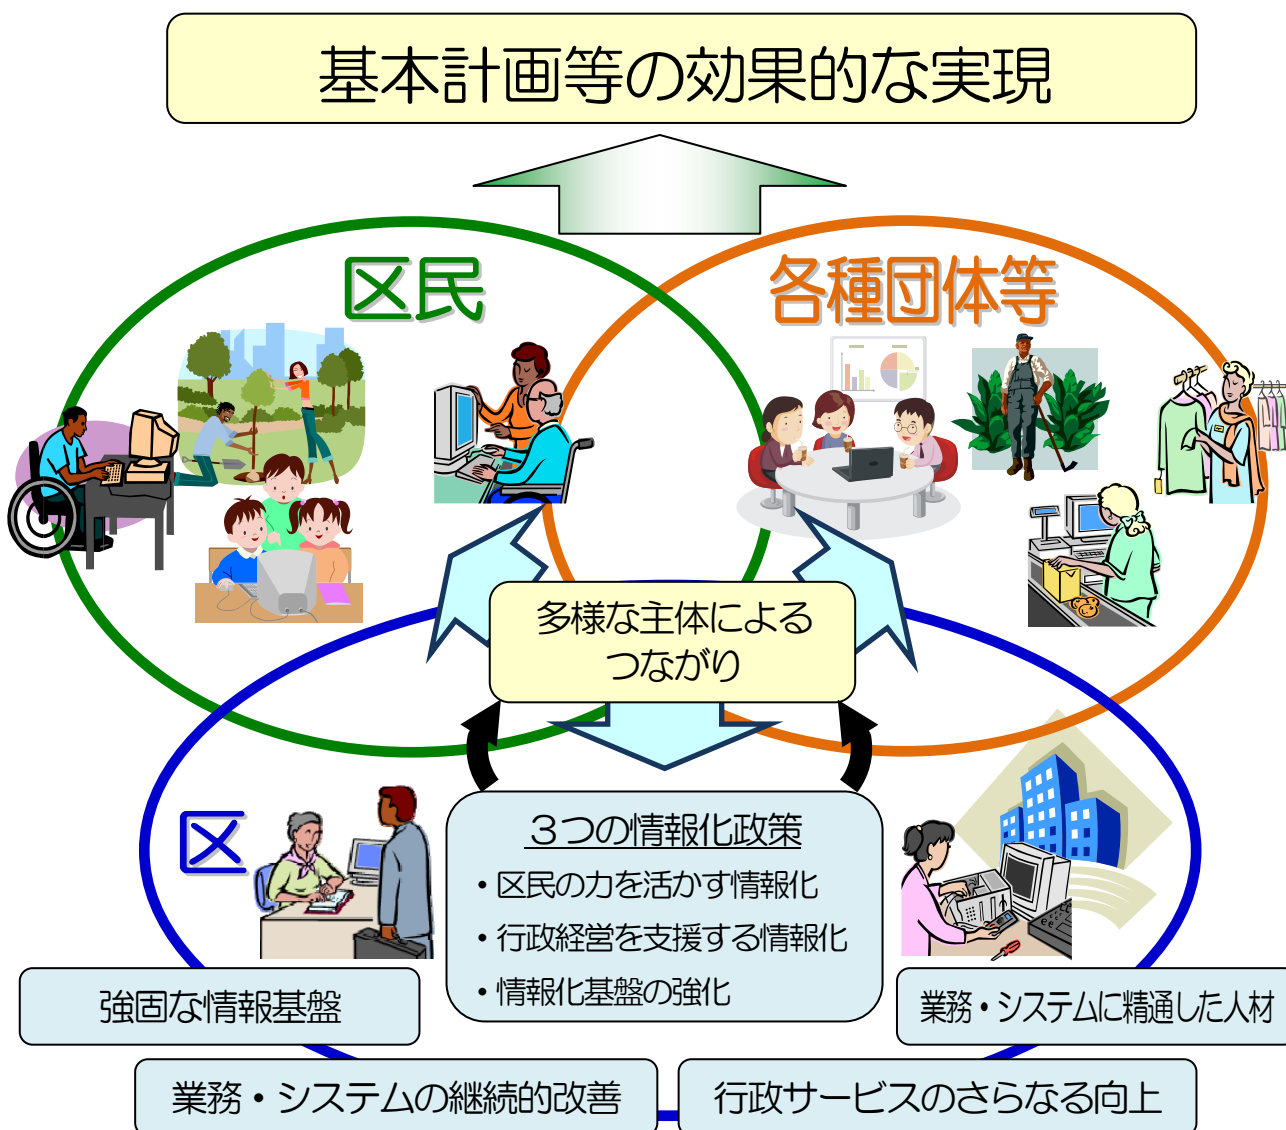 基本計画等の効果的な実現
区民
各種団体等
多様な主体による
つながり
区
３つの情報化政策
・区民の力を活かす情報化
・行政経営を支援する情報化
・情報化基盤の強化
強固な情報基盤
業務・システムに精通した人材
業務・システムの継続的改善
行政サービスのさらなる向上